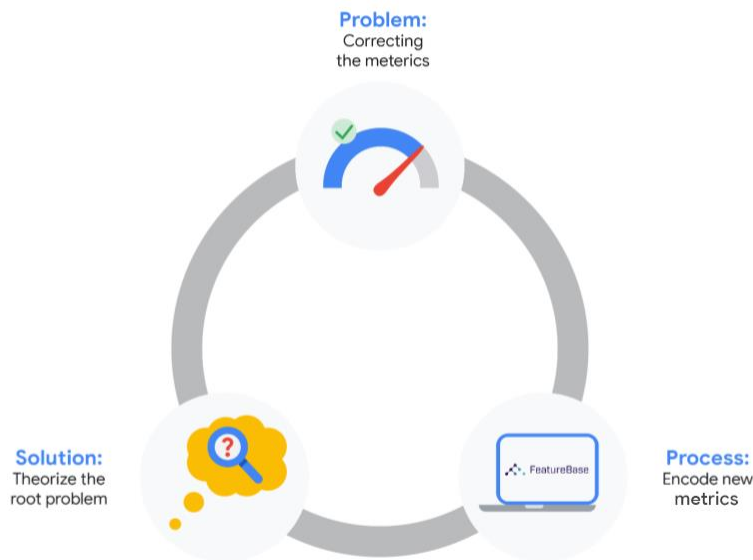 Problem:
Correcting
the meterics
?
Solution:
Theorize the
root problem
FeatureBase
Process:
Encode new
metrics